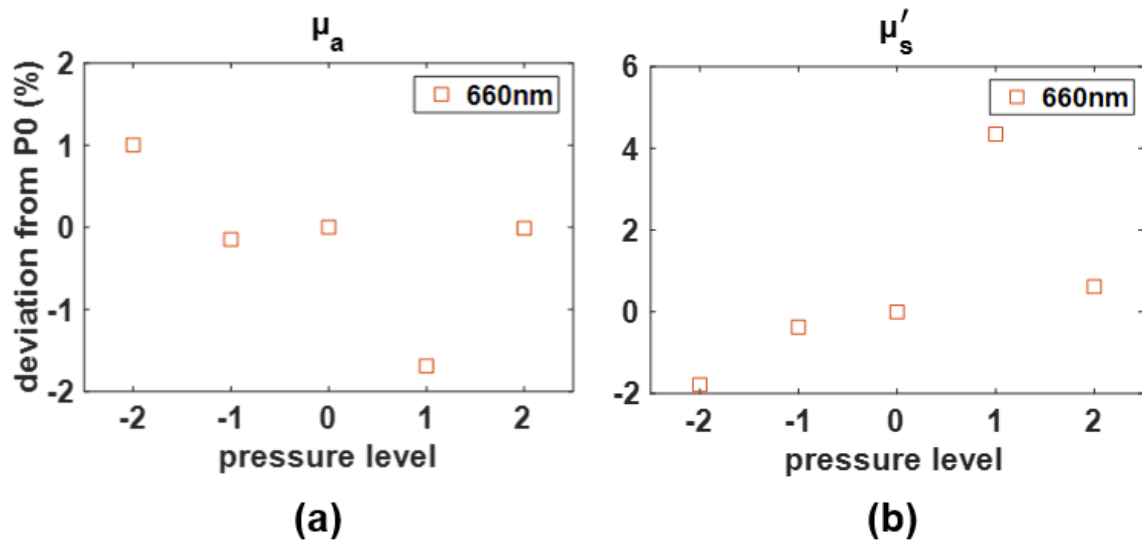 μa
deviation from P0 (%)
2
1
0
-1
-2
660nm
-2 -1 0 1 2
pressure level
(a)
μs′
6
4
2
0
-2
660nm
-2 -1 0 1 2
pressure level
(b)